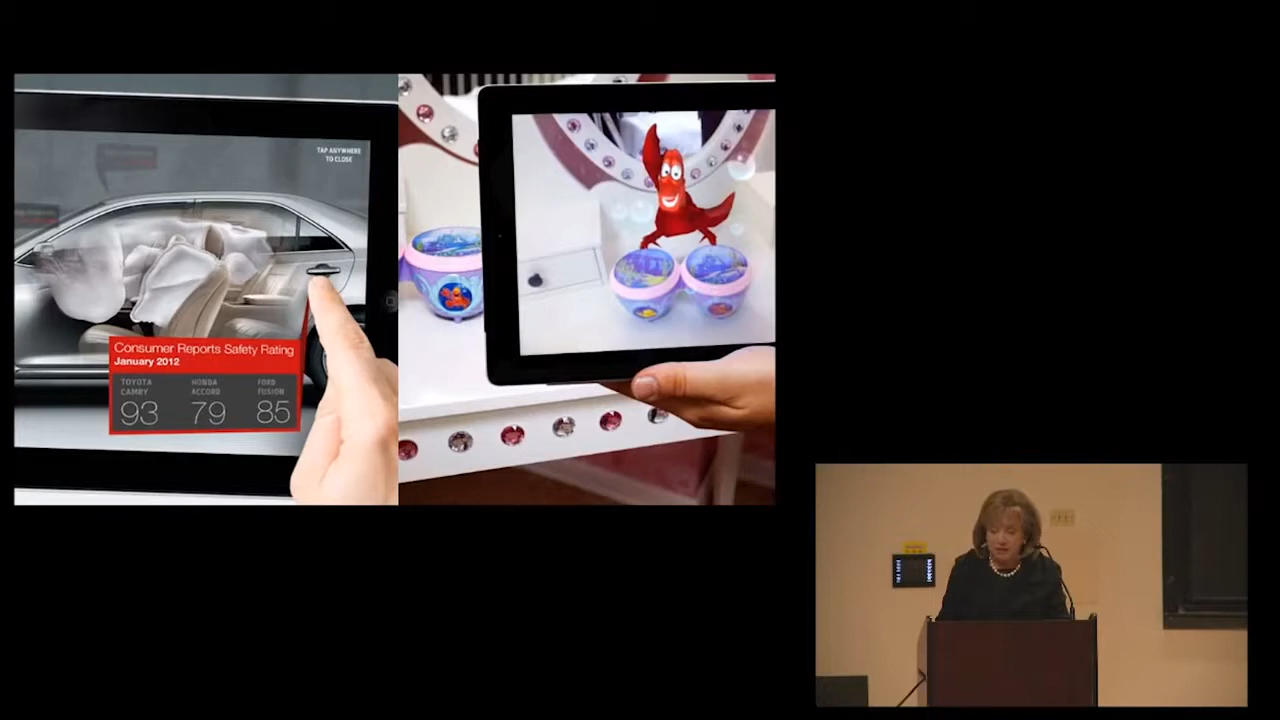 TAP ANYWHERE
TO CLOSE
Consumer Reports Safety Rating
January 2012
TOYOTA HONDA FORD
CAMRY ACCORD FUSION
93 79 85